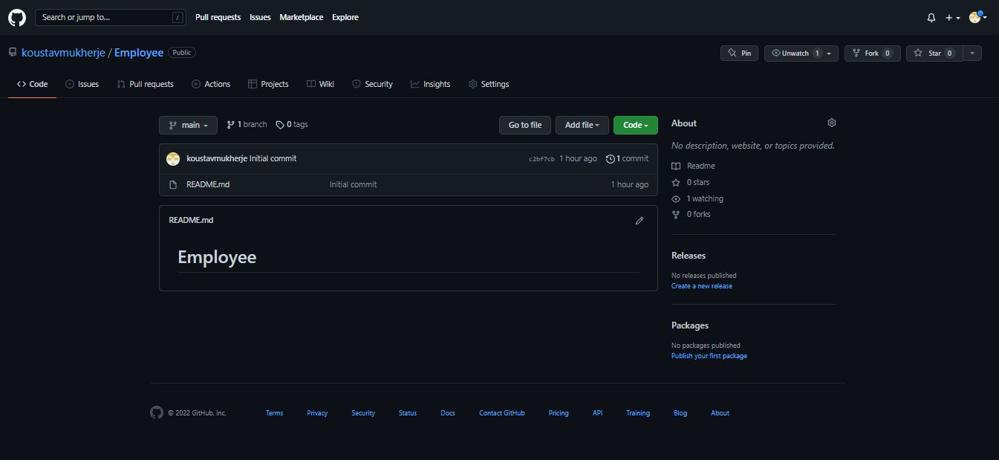 Search or jump to... / Pull requests Issues Marketplace Explore
koustavmukherje / Employee Public Pin Unwatch 1 Fork 0 Star 0
Code Issues Pull requests Actions Projects Wiki Security Insights Settings
main 1 branch 0 tags Go to file Add file Code
koustavmukherje Initial commit c2bf7cb 1 hour ago 1 commit
README.md Initial commit 1 hour ago
README.md
Employee
About
No description, website, or topics provided.
Readme
0 stars
1 watching
0 forks
Releases
No releases published
Create a new release
Packages
No packages published
Publish your first package
© 2022 GitHub, Inc. Terms Privacy Security Status Docs Contact GitHub Pricing API Training Blog About